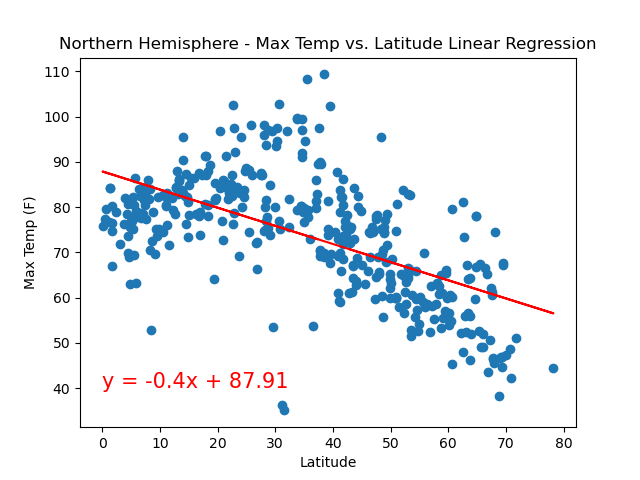 Northern Hemisphere - Max Temp vs. Latitude Linear Regression
110
100
90
80
70
60
50
40
Max Temp (F)
y = -0.4x + 87.91
0 10 20 30 40 50 60 70 80
Latitude